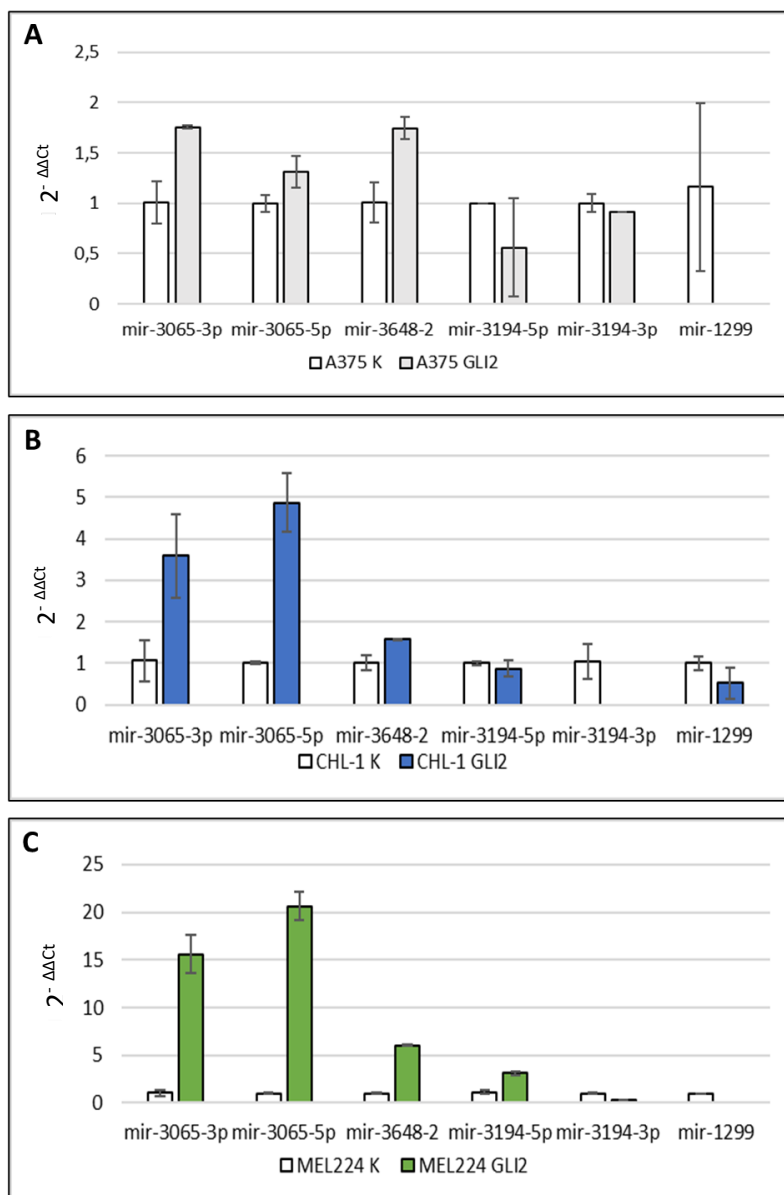 A
2,5
2
1,5
1
0,5
0
2^- ΔΔCt
mir-3065-3p mir-3065-5p mir-3648-2 mir-3194-5p mir-3194-3p mir-1299
A375 K A375 GLI2
B
6
5
4
3
2
1
0
2^- ΔΔCt
mir-3065-3p mir-3065-5p mir-3648-2 mir-3194-5p mir-3194-3p mir-1299
CHL-1 K CHL-1 GLI2
C
25
20
15
10
5
0
2^- ΔΔCt
mir-3065-3p mir-3065-5p mir-3648-2 mir-3194-5p mir-3194-3p mir-1299
MEL224 K MEL224 GLI2